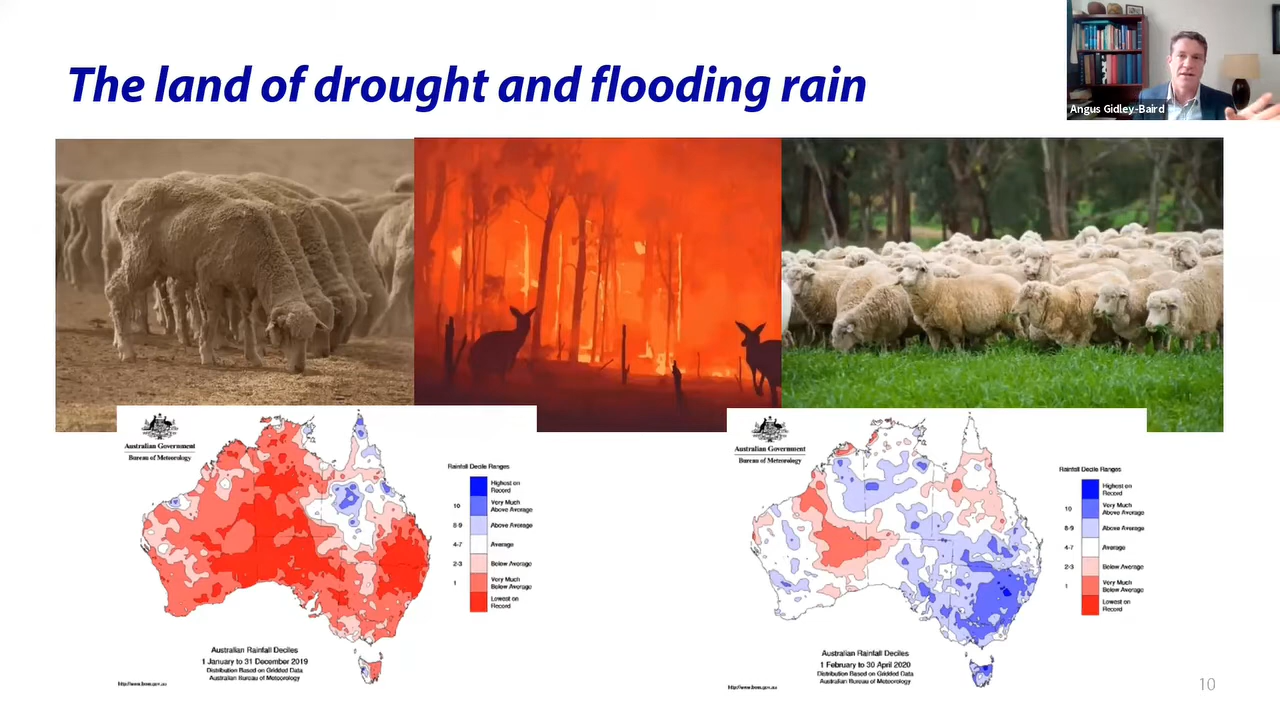 The land of drought and flooding rain
Angus Gidley-Baird
Australian Government
Bureau of Meteorology
Rainfall Decile Ranges
Highest on
Record
10
Very Much
Above Average
8-9
Above Average
4-7
Average
2-3
Below Average
1
Very Much
Below Average
Lowest on
Record
Australian Rainfall Deciles
1 January to 31 December 2019
Distribution Based on Gridded Data
Australian Bureau of Meteorology
http://www.bom.gov.au
Australian Government
Bureau of Meteorology
Rainfall Decile Ranges
Highest on
Record
10
Very Much
Above Average
8-9
Above Average
4-7
Average
2-3
Below Average
1
Very Much
Below Average
Lowest on
Record
Australian Rainfall Deciles
1 February to 30 April 2020
Distribution Based on Gridded Data
Australian Bureau of Meteorology
http://www.bom.gov.au
10